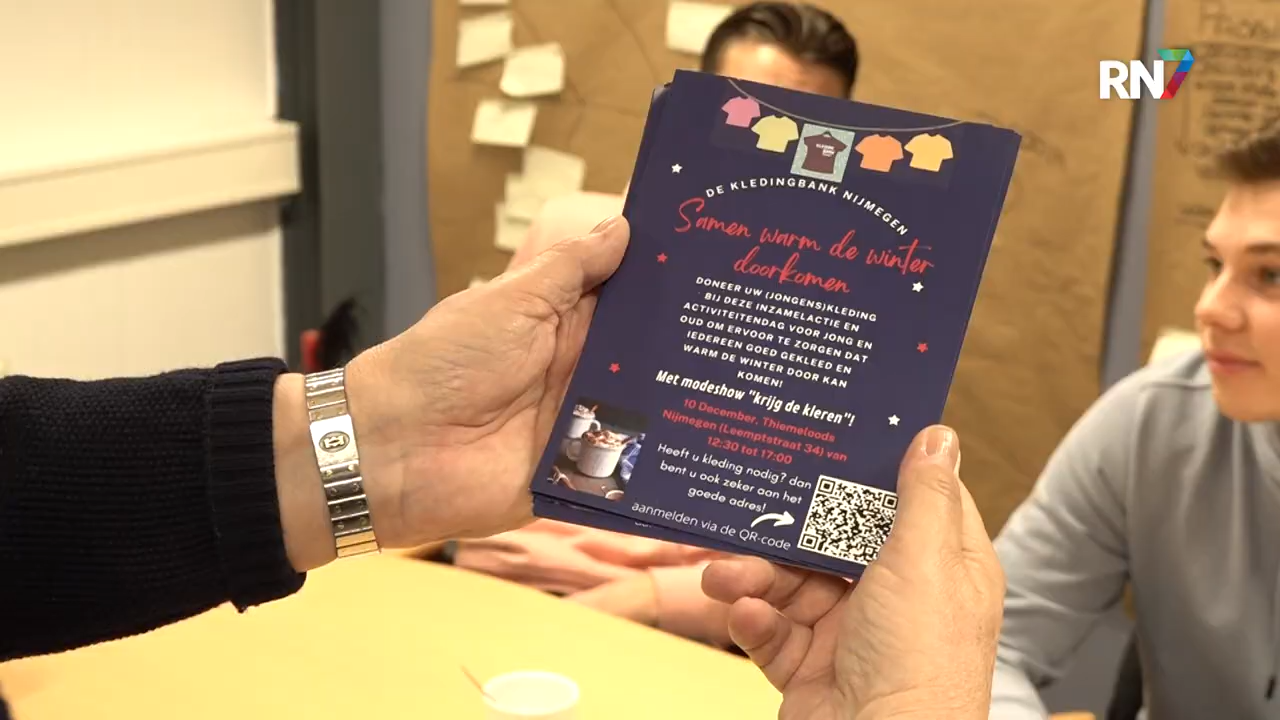 RN7
DE KLEDINGBANK NIJMEGEN
Samen warm de winter
doorkomen
DONEER UW (JONGENS)KLEDING
BIJ DEZE INZAMELACTIE EN
ACTIVITEITENDAG VOOR JONG EN
OUD OM ERVOOR TE ZORGEN DAT
IEDEREEN GOED GEKLEED EN
WARM DE WINTER DOOR KAN
KOMEN!
Met modeshow "krijg de kleren"!
10 December, Thiemeloods
Nijmegen (Leemptstraat 34) van
12:30 tot 17:00
Heeft u kleding nodig? dan
bent u ook zeker aan het
goede adres!
aanmelden via de QR-code